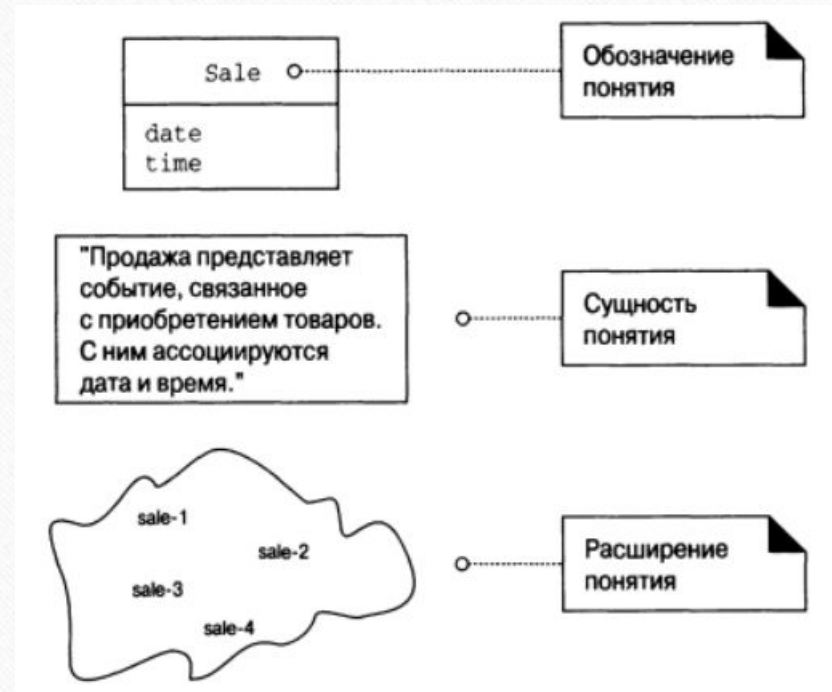 Sale
Обозначение
понятия
date
time
"Продажа представляет
событие, связанное
с приобретением товаров.
С ним ассоциируются
дата и время."
Сущность
понятия
sale-1
sale-2
sale-3
sale-4
Расширение
понятия